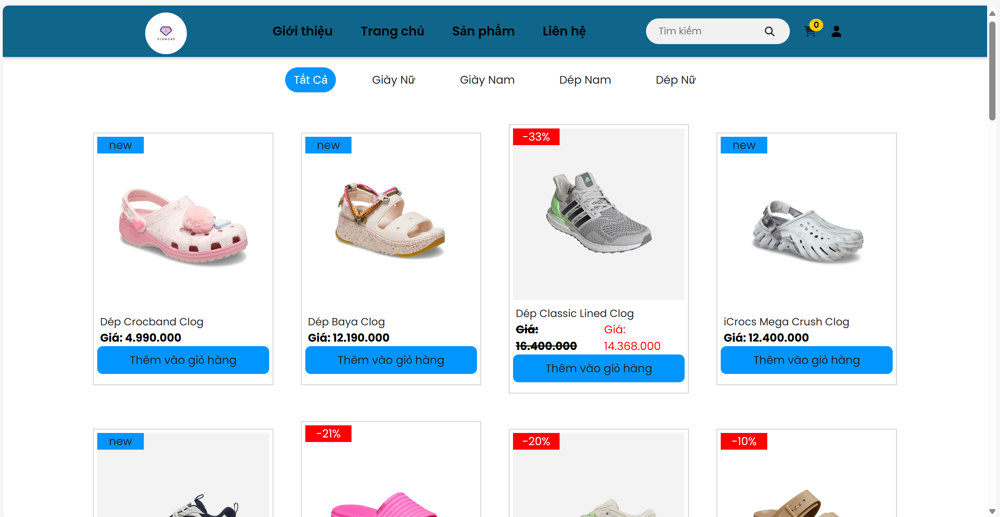 DIAMOND
Giới thiệu
Trang chủ
Sản phẩm
Liên hệ
Tìm kiếm
0
Tất Cả
Giày Nữ
Giày Nam
Dép Nam
Dép Nữ
new
new
-33%
new
Dép Crocband Clog
Giá: 4.990.000
Thêm vào giỏ hàng
Dép Baya Clog
Giá: 12.190.000
Thêm vào giỏ hàng
Dép Classic Lined Clog
Giá:
16.400.000
Giá:
14.368.000
Thêm vào giỏ hàng
iCrocs Mega Crush Clog
Giá: 12.400.000
Thêm vào giỏ hàng
new
-21%
-20%
-10%
crocs